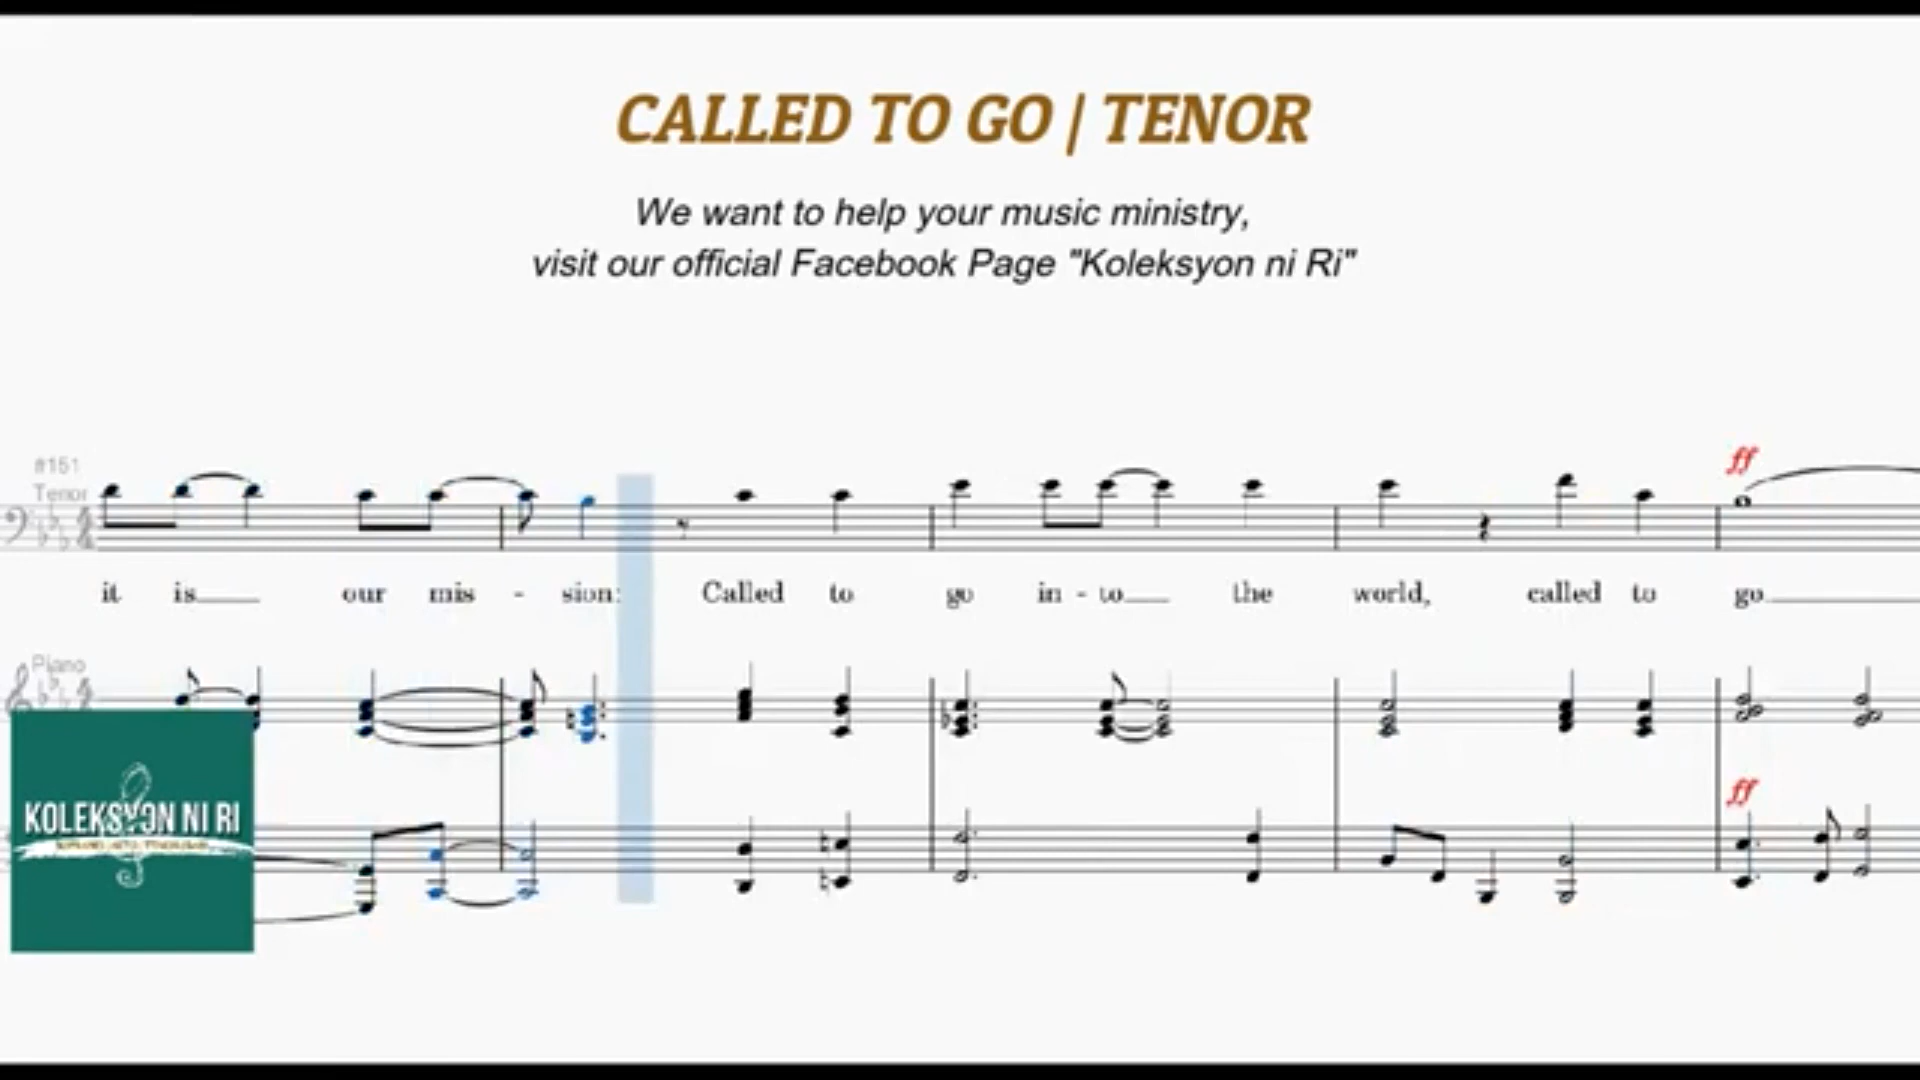 CALLED TO GO | TENOR
We want to help your music ministry,
visit our official Facebook Page "Koleksyon ni Ri"
#151
Tenor
ff
it is our mis - sion: Called to go in - to the world, called to go
Piano
ff
KOLEKSYON NI RI